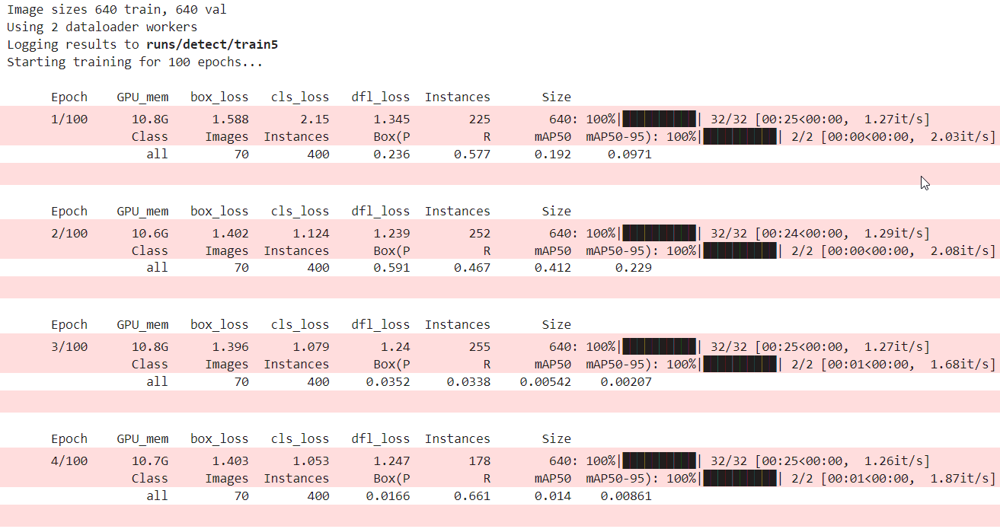 Image sizes 640 train, 640 val
Using 2 dataloader workers
Logging results to runs/detect/train5
Starting training for 100 epochs...
Epoch GPU_mem box_loss cls_loss dfl_loss Instances Size
1/100 10.8G 1.588 2.15 1.345 225 640: 100%|██████████| 32/32 [00:25<00:00, 1.27it/s]
Class Images Instances Box(P R mAP50 mAP50-95): 100%|██████████| 2/2 [00:00<00:00, 2.03it/s]
all 70 400 0.236 0.577 0.192 0.0971
Epoch GPU_mem box_loss cls_loss dfl_loss Instances Size
2/100 10.6G 1.402 1.124 1.239 252 640: 100%|██████████| 32/32 [00:24<00:00, 1.29it/s]
Class Images Instances Box(P R mAP50 mAP50-95): 100%|██████████| 2/2 [00:00<00:00, 2.08it/s]
all 70 400 0.591 0.467 0.412 0.229
Epoch GPU_mem box_loss cls_loss dfl_loss Instances Size
3/100 10.8G 1.396 1.079 1.24 255 640: 100%|██████████| 32/32 [00:25<00:00, 1.27it/s]
Class Images Instances Box(P R mAP50 mAP50-95): 100%|██████████| 2/2 [00:01<00:00, 1.68it/s]
all 70 400 0.0352 0.0338 0.00542 0.00207
Epoch GPU_mem box_loss cls_loss dfl_loss Instances Size
4/100 10.7G 1.403 1.053 1.247 178 640: 100%|██████████| 32/32 [00:25<00:00, 1.26it/s]
Class Images Instances Box(P R mAP50 mAP50-95): 100%|██████████| 2/2 [00:01<00:00, 1.87it/s]
all 70 400 0.0166 0.661 0.014 0.00861